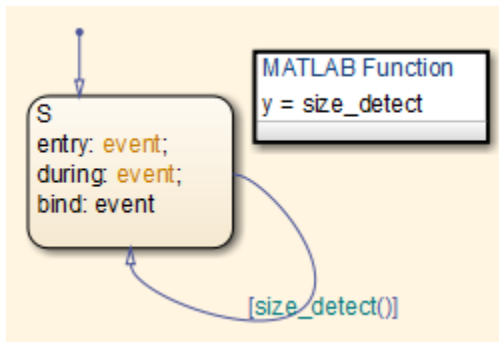 S
entry: event;
during: event;
bind: event
MATLAB Function
y = size_detect
[size_detect()]